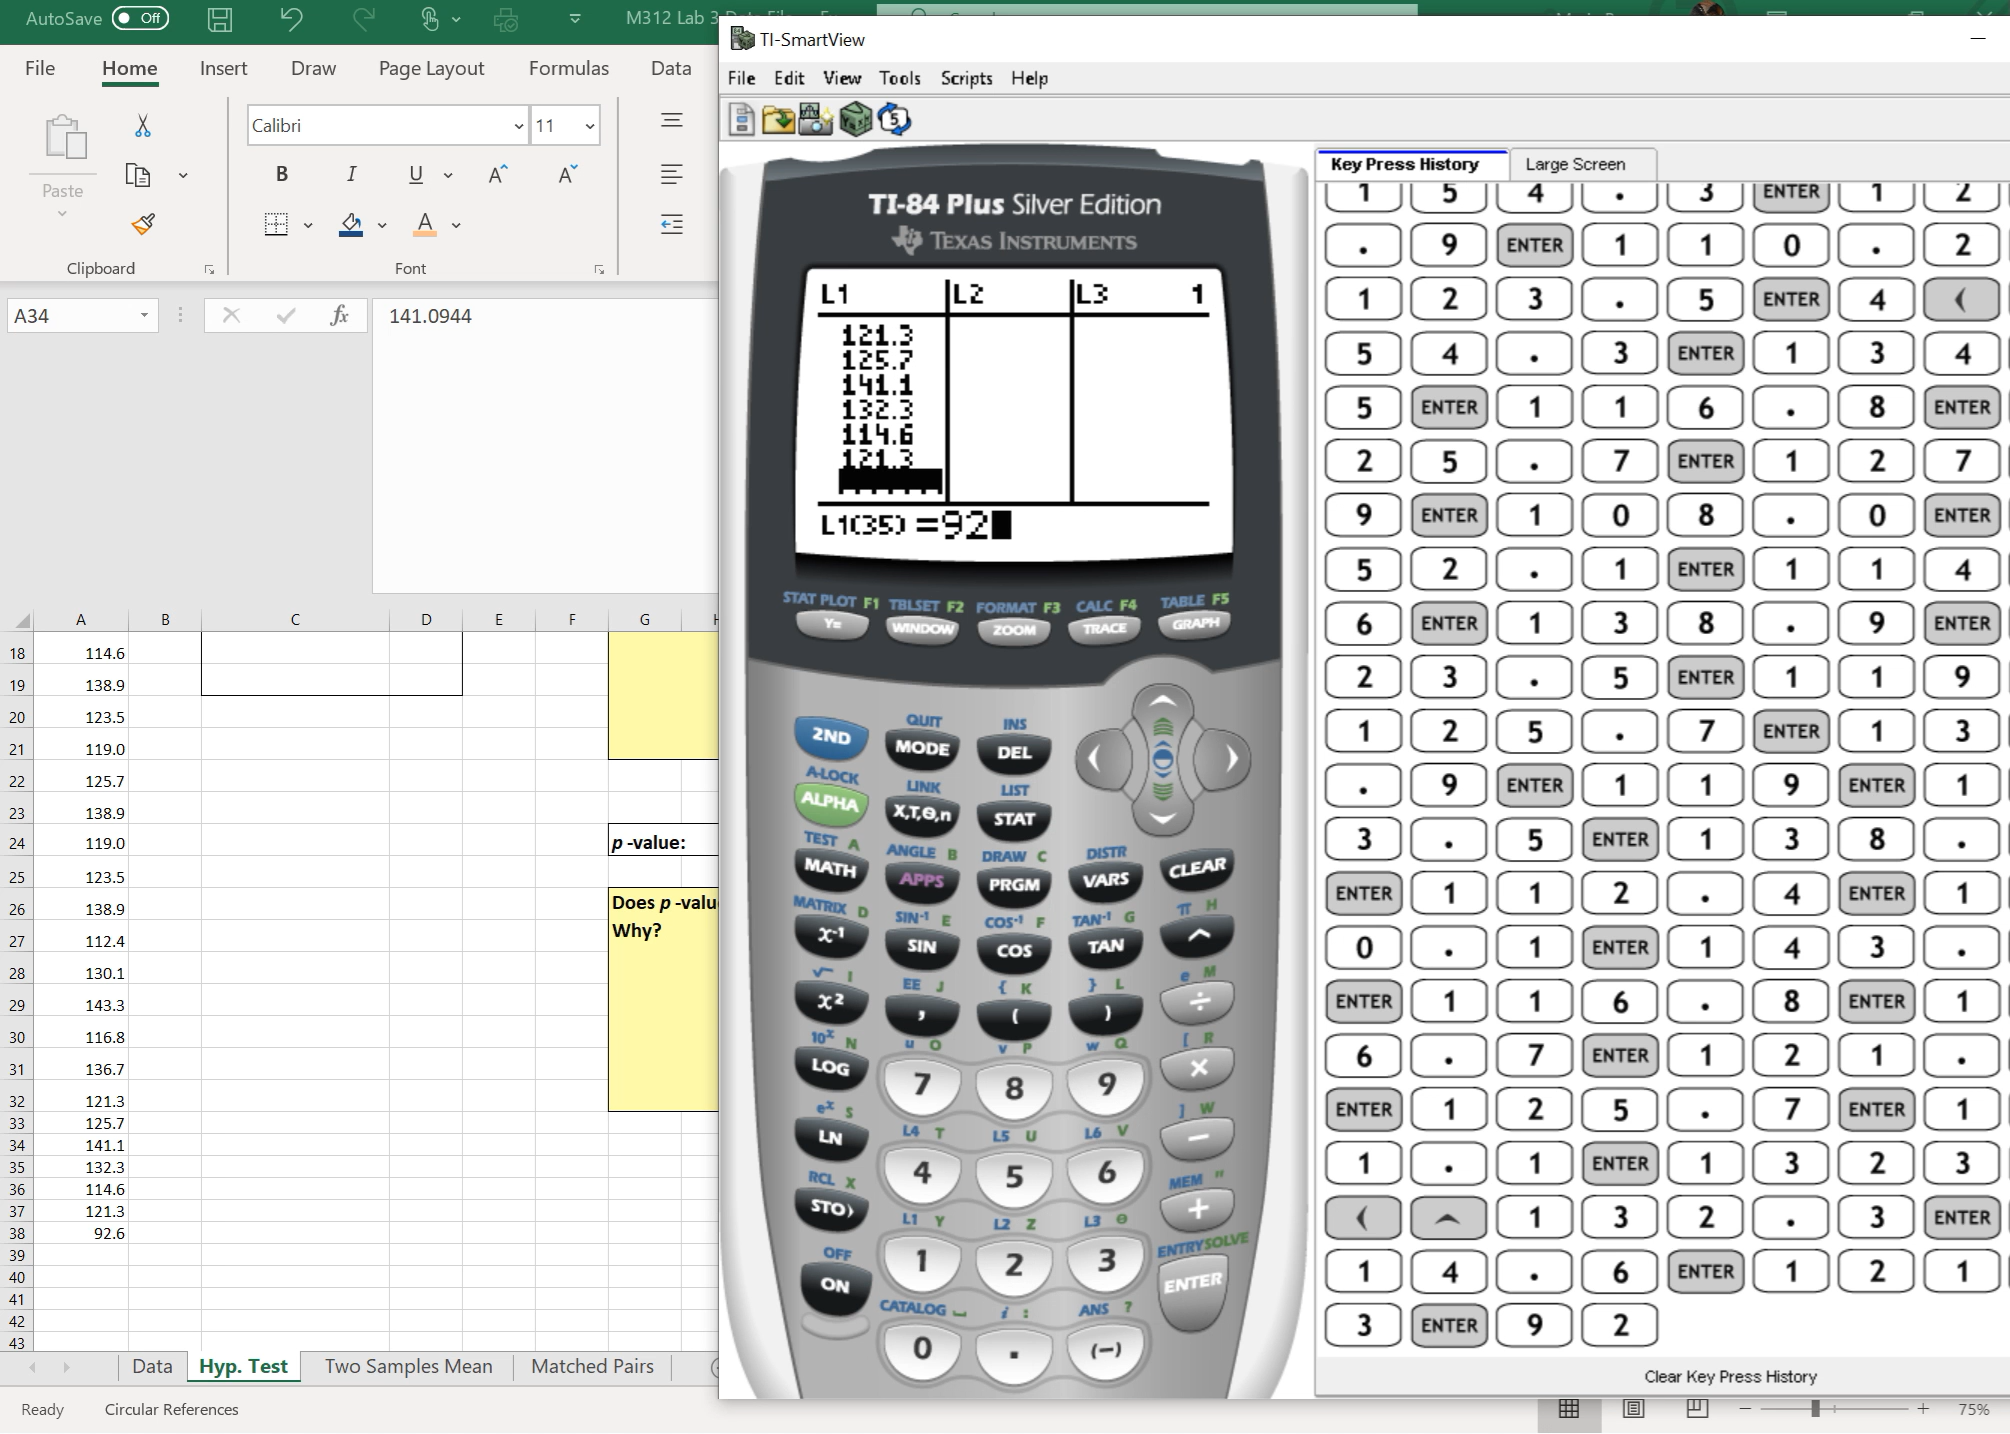 AutoSave Off
M312 Lab 3
TI-SmartView
File Home Insert Draw Page Layout Formulas Data
File Edit View Tools Scripts Help
Calibri 11
Paste
B I U A A
A
Clipboard Font
A34 fx 141.0944
A B C D E F G
18 114.6
19 138.9
20 123.5
21 119.0
22 125.7
23 138.9
24 119.0 p -value:
25 123.5
26 138.9 Does p -valu
27 112.4 Why?
28 130.1
29 143.3
30 116.8
31 136.7
32 121.3
33 125.7
34 141.1
35 132.3
36 114.6
37 121.3
38 92.6
39
40
41
42
43
Data Hyp. Test Two Samples Mean Matched Pairs
Ready Circular References
TI-84 Plus Silver Edition
TEXAS INSTRUMENTS
L1 L2 L3 1
121.3
125.7
141.1
132.3
114.6
121.3
L1(35) =92
STAT PLOT F1 TBLSET F2 FORMAT F3 CALC F4 TABLE F5
Y= WINDOW ZOOM TRACE GRAPH
QUIT INS
2ND MODE DEL
A-LOCK LINK LIST
ALPHA X,T,Θ,n STAT
TEST A ANGLE B DRAW C DISTR
MATH APPS PRGM VARS CLEAR
MATRIX D SIN-1 E COS-1 F TAN-1 G π H
x-1 SIN COS TAN ^
√ I EE J { K } L e M
x2 , ( ) ÷
10x N u O v P w Q [ R
LOG 7 8 9 ×
ex S L4 T L5 U L6 V ] W
LN 4 5 6 −
RCL X L1 Y L2 Z L3 θ MEM "
STO› 1 2 3 +
OFF CATALOG i : ANS ? ENTRY SOLVE
ON 0 . (-) ENTER
Key Press History Large Screen
1 5 4 . 3 ENTER 1 2
. 9 ENTER 1 1 0 . 2
1 2 3 . 5 ENTER 4
5 4 . 3 ENTER 1 3 4
5 ENTER 1 1 6 . 8 ENTER
2 5 . 7 ENTER 1 2 7
9 ENTER 1 0 8 . 0 ENTER
5 2 . 1 ENTER 1 1 4
6 ENTER 1 3 8 . 9 ENTER
2 3 . 5 ENTER 1 1 9
1 2 5 . 7 ENTER 1 3
. 9 ENTER 1 1 9 ENTER 1
3 . 5 ENTER 1 3 8 .
ENTER 1 1 2 . 4 ENTER 1
0 . 1 ENTER 1 4 3 .
ENTER 1 1 6 . 8 ENTER 1
6 . 7 ENTER 1 2 1 .
ENTER 1 2 5 . 7 ENTER 1
1 . 1 ENTER 1 3 2 3
1 3 2 . 3 ENTER
1 4 . 6 ENTER 1 2 1
3 ENTER 9 2
Clear Key Press History
75%